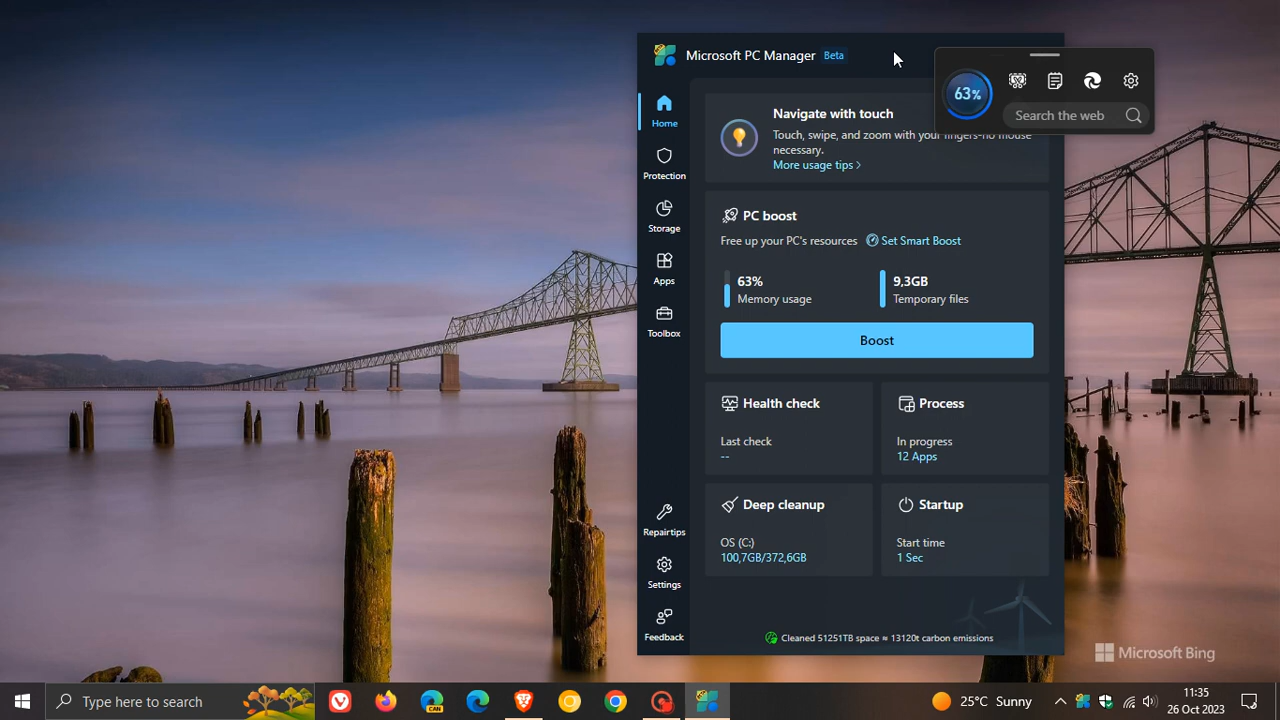 Microsoft PC Manager Beta
63%
Search the web
Home
Protection
Storage
Apps
Toolbox
Repairtips
Settings
Feedback
Navigate with touch
Touch, swipe, and zoom with your fingers-no mouse
necessary.
More usage tips >
PC boost
Free up your PC's resources Set Smart Boost
63%
Memory usage
9,3GB
Temporary files
Boost
Health check
Last check
--
Process
In progress
12 Apps
Deep cleanup
OS (C:)
100,7GB/372,6GB
Startup
Start time
1 Sec
Cleaned 51251TB space ≈ 13120t carbon emissions
Microsoft Bing
Type here to search
CAN
25°C Sunny
11:35
26 Oct 2023